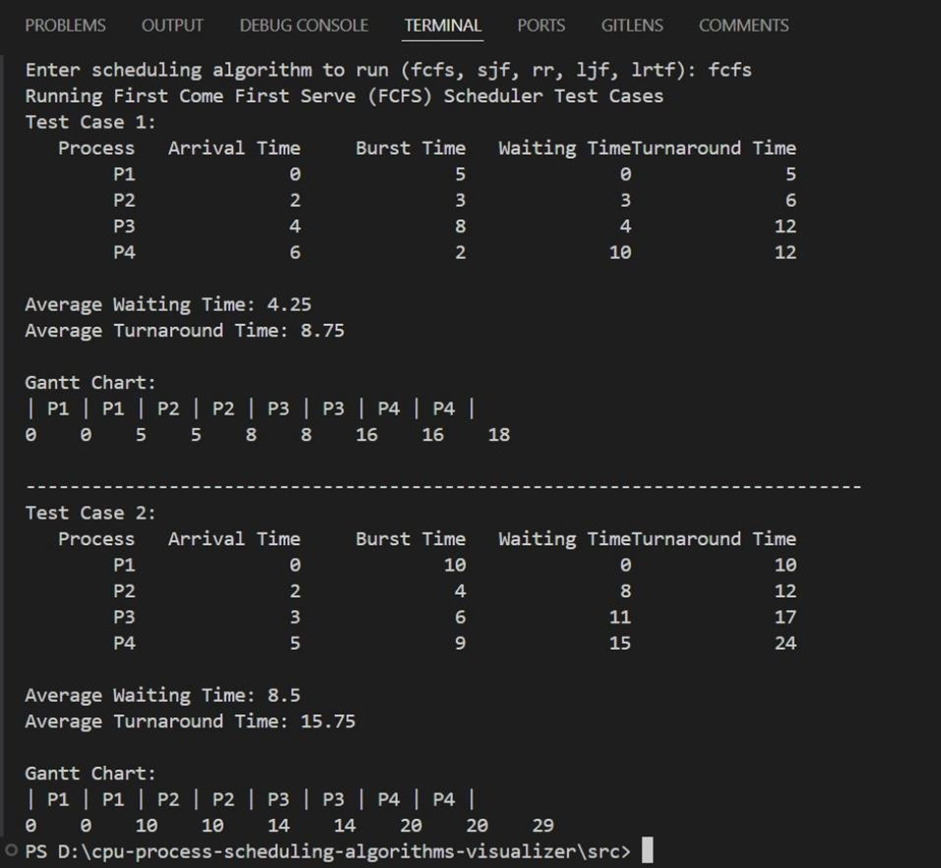 PROBLEMS OUTPUT DEBUG CONSOLE TERMINAL PORTS GITLENS COMMENTS
Enter scheduling algorithm to run (fcfs, sjf, rr, ljf, lrtf): fcfs
Running First Come First Serve (FCFS) Scheduler Test Cases
Test Case 1:
Process Arrival Time Burst Time Waiting TimeTurnaround Time
P1 0 5 0 5
P2 2 3 3 6
P3 4 8 4 12
P4 6 2 10 12
Average Waiting Time: 4.25
Average Turnaround Time: 8.75
Gantt Chart:
| P1 | P1 | P2 | P2 | P3 | P3 | P4 | P4 |
0 0 5 5 8 8 16 16 18
----------------------------------------------------------------------------
Test Case 2:
Process Arrival Time Burst Time Waiting TimeTurnaround Time
P1 0 10 0 10
P2 2 4 8 12
P3 3 6 11 17
P4 5 9 15 24
Average Waiting Time: 8.5
Average Turnaround Time: 15.75
Gantt Chart:
| P1 | P1 | P2 | P2 | P3 | P3 | P4 | P4 |
0 0 10 10 14 14 20 20 29
PS D:\cpu-process-scheduling-algorithms-visualizer\src>